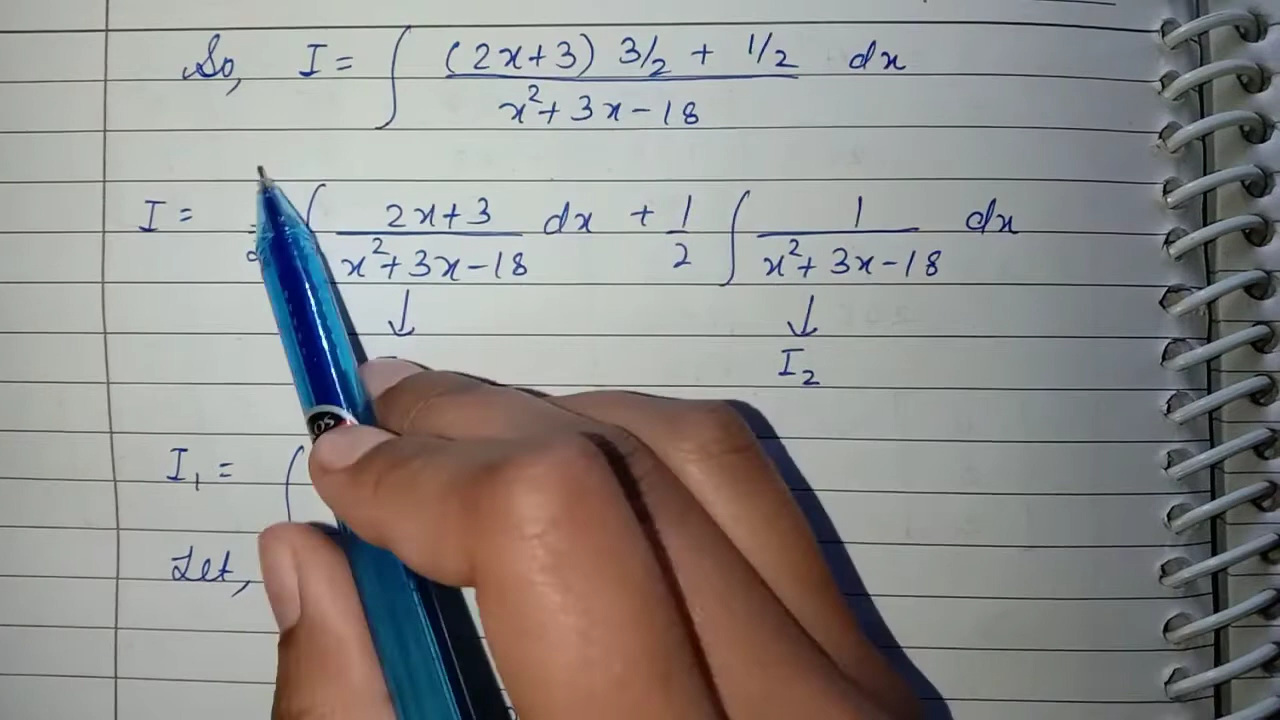 So, I = ∫ (2x+3) 3/2 + 1/2 / x²+3x-18 dx
I = ∫ 2x+3 / x²+3x-18 dx + 1/2 ∫ 1 / x²+3x-18 dx
↓ ↓
I₂
I₁ = ∫
Let,